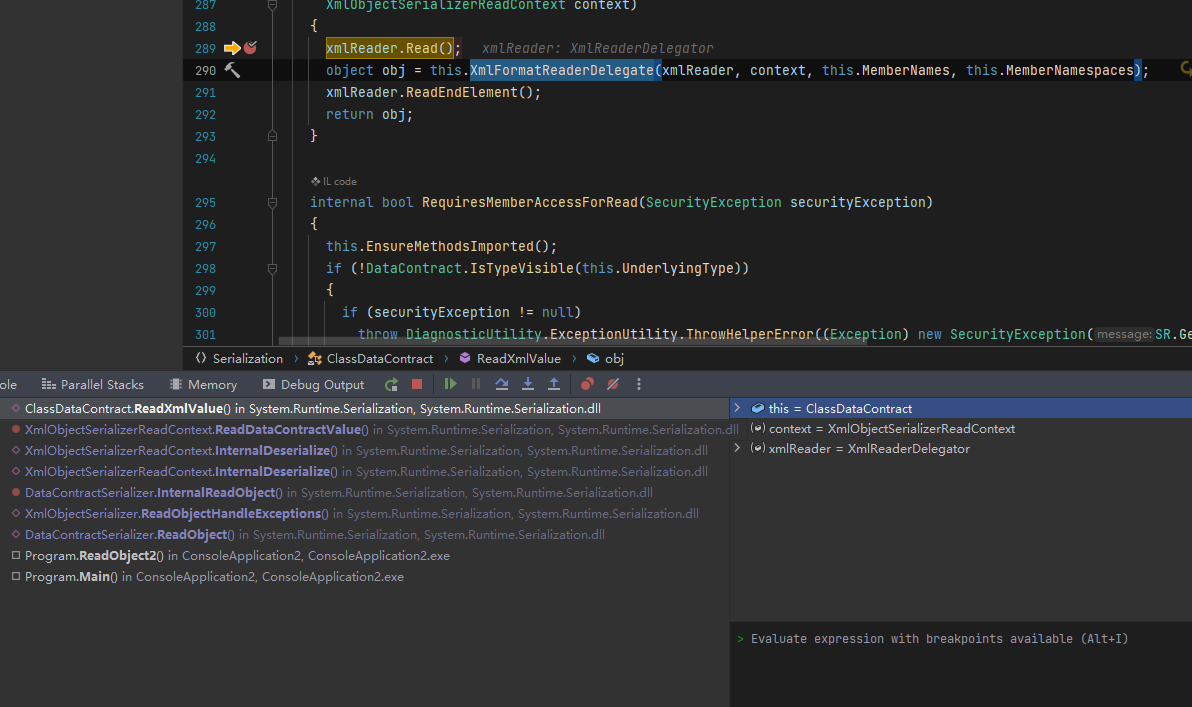 287 XmlObjectSerializerReadContext context)
288 {
289 xmlReader.Read(); xmlReader: XmlReaderDelegator
290 object obj = this.XmlFormatReaderDelegate(xmlReader, context, this.MemberNames, this.MemberNamespaces);
291 xmlReader.ReadEndElement();
292 return obj;
293 }
294
IL code
295 internal bool RequiresMemberAccessForRead(SecurityException securityException)
296 {
297 this.EnsureMethodsImported();
298 if (!DataContract.IsTypeVisible(this.UnderlyingType))
299 {
300 if (securityException != null)
301 throw DiagnosticUtility.ExceptionUtility.ThrowHelperError((Exception) new SecurityException(message:SR.Ge
Serialization › ClassDataContract › ReadXmlValue › obj
ole Parallel Stacks Memory Debug Output
ClassDataContract.ReadXmlValue() in System.Runtime.Serialization, System.Runtime.Serialization.dll
XmlObjectSerializerReadContext.ReadDataContractValue() in System.Runtime.Serialization, System.Runtime.Serialization.dll
XmlObjectSerializerReadContext.InternalDeserialize() in System.Runtime.Serialization, System.Runtime.Serialization.dll
XmlObjectSerializerReadContext.InternalDeserialize() in System.Runtime.Serialization, System.Runtime.Serialization.dll
DataContractSerializer.InternalReadObject() in System.Runtime.Serialization, System.Runtime.Serialization.dll
XmlObjectSerializer.ReadObjectHandleExceptions() in System.Runtime.Serialization, System.Runtime.Serialization.dll
DataContractSerializer.ReadObject() in System.Runtime.Serialization, System.Runtime.Serialization.dll
Program.ReadObject2() in ConsoleApplication2, ConsoleApplication2.exe
Program.Main() in ConsoleApplication2, ConsoleApplication2.exe
this = ClassDataContract
context = XmlObjectSerializerReadContext
xmlReader = XmlReaderDelegator
> Evaluate expression with breakpoints available (Alt+I)